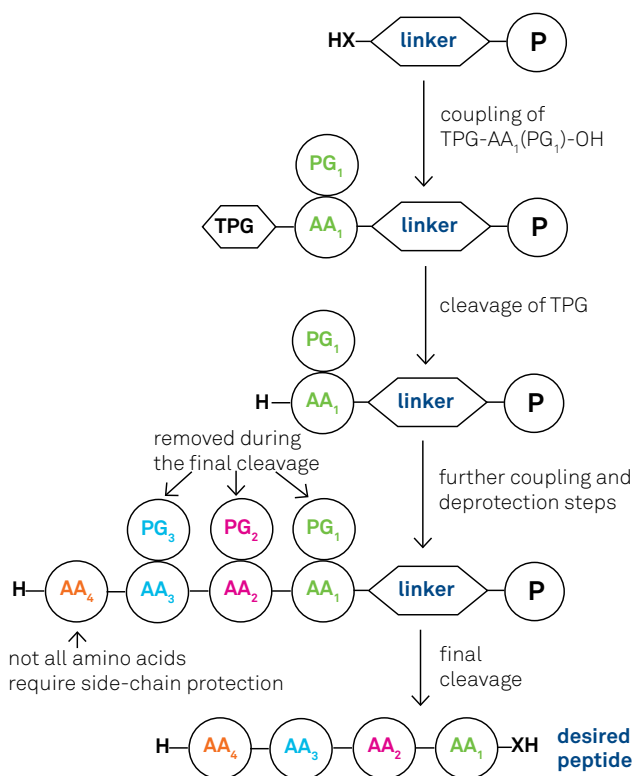 HX linker P
coupling of
TPG-AA₁(PG₁)-OH
PG₁
TPG AA₁ linker P
cleavage of TPG
PG₁
H AA₁ linker P
removed during
the final cleavage
further coupling and
deprotection steps
PG₃ PG₂ PG₁
H AA₄ AA₃ AA₂ AA₁ linker P
not all amino acids
require side-chain protection
final
cleavage
H AA₄ AA₃ AA₂ AA₁ XH
desired
peptide